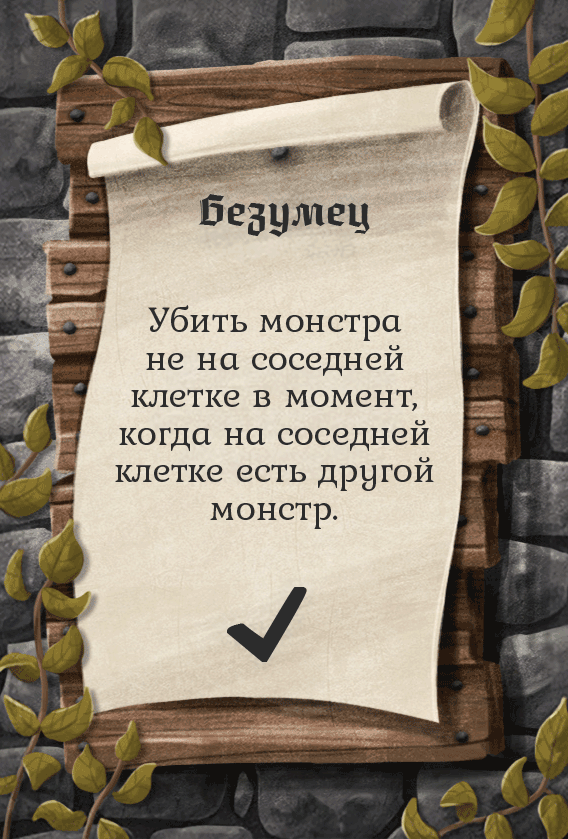 Безумец
Убить монстра
не на соседней
клетке в момент,
когда на соседней
клетке есть другой
монстр.